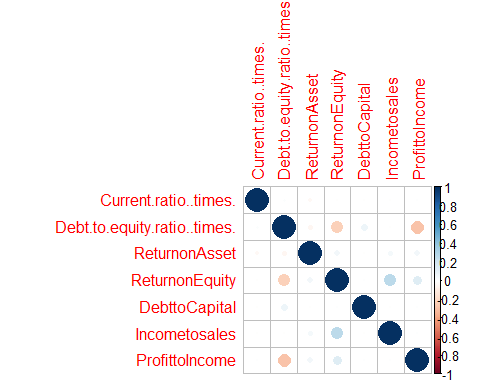 Current.ratio..times.
Debt.to.equity.ratio..times.
ReturnonAsset
ReturnonEquity
DebttoCapital
Incometosales
ProfittoIncome
Current.ratio..times.
Debt.to.equity.ratio..times.
ReturnonAsset
ReturnonEquity
DebttoCapital
Incometosales
ProfittoIncome
1
0.8
0.6
0.4
0.2
0
-0.2
-0.4
-0.6
-0.8
-1